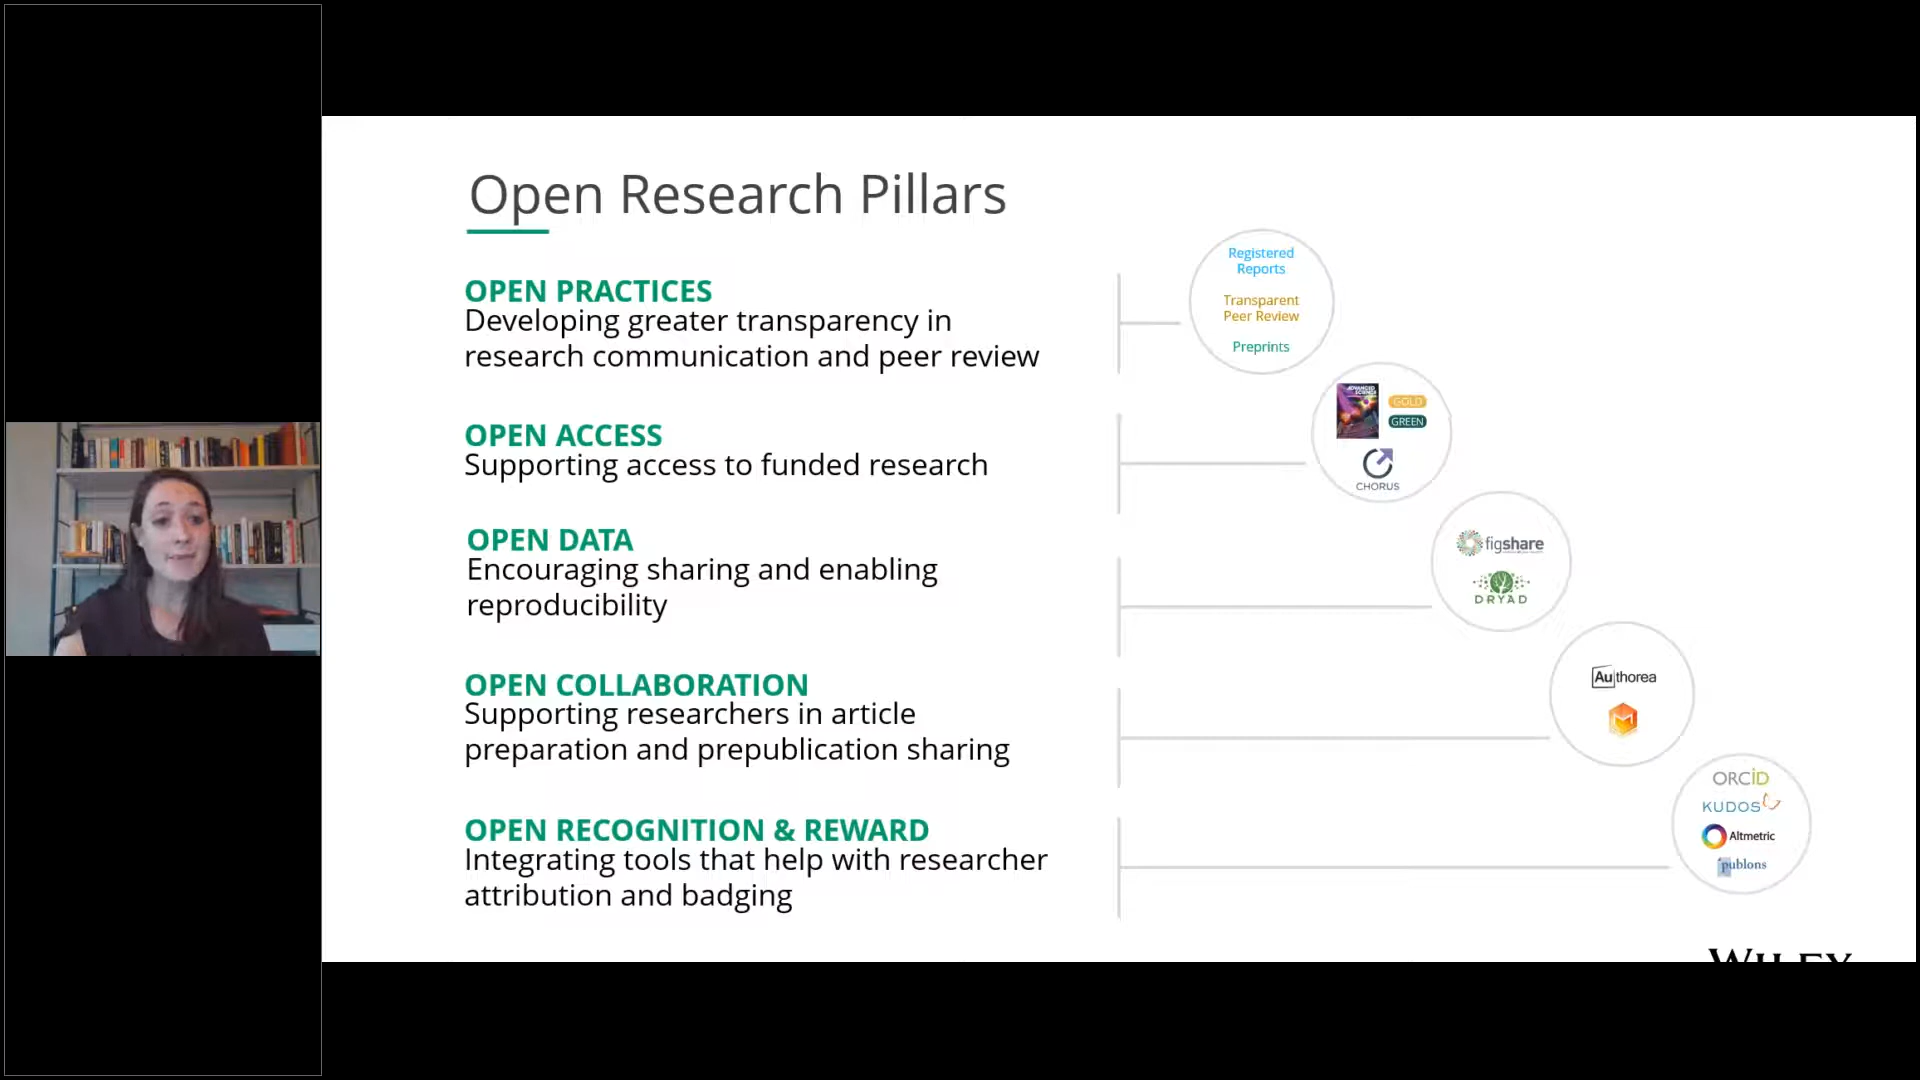 Open Research Pillars
OPEN PRACTICES
Developing greater transparency in
research communication and peer review
Registered
Reports
Transparent
Peer Review
Preprints
OPEN ACCESS
Supporting access to funded research
ADVANCED
SCIENCE
GOLD
GREEN
CHORUS
OPEN DATA
Encouraging sharing and enabling
reproducibility
figshare
DRYAD
OPEN COLLABORATION
Supporting researchers in article
preparation and prepublication sharing
Authorea
M
OPEN RECOGNITION & REWARD
Integrating tools that help with researcher
attribution and badging
ORCiD
KUDOS
Altmetric
publons
WILEY